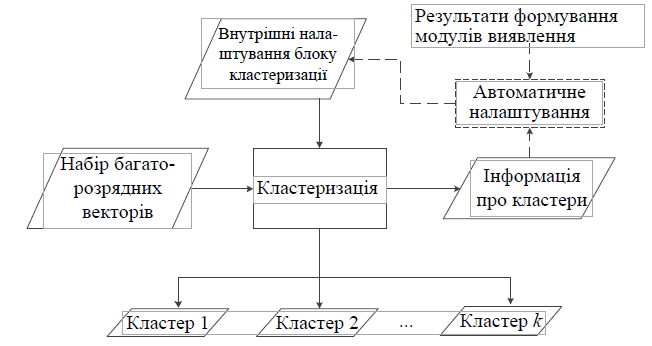 Внутрішні нала-
штування блоку
кластеризації
Результати формування
модулів виявлення
Автоматичне
налаштування
Набір багато-
розрядних
векторів
Кластеризація
Інформація
про кластери
Кластер 1
Кластер 2
...
Кластер k